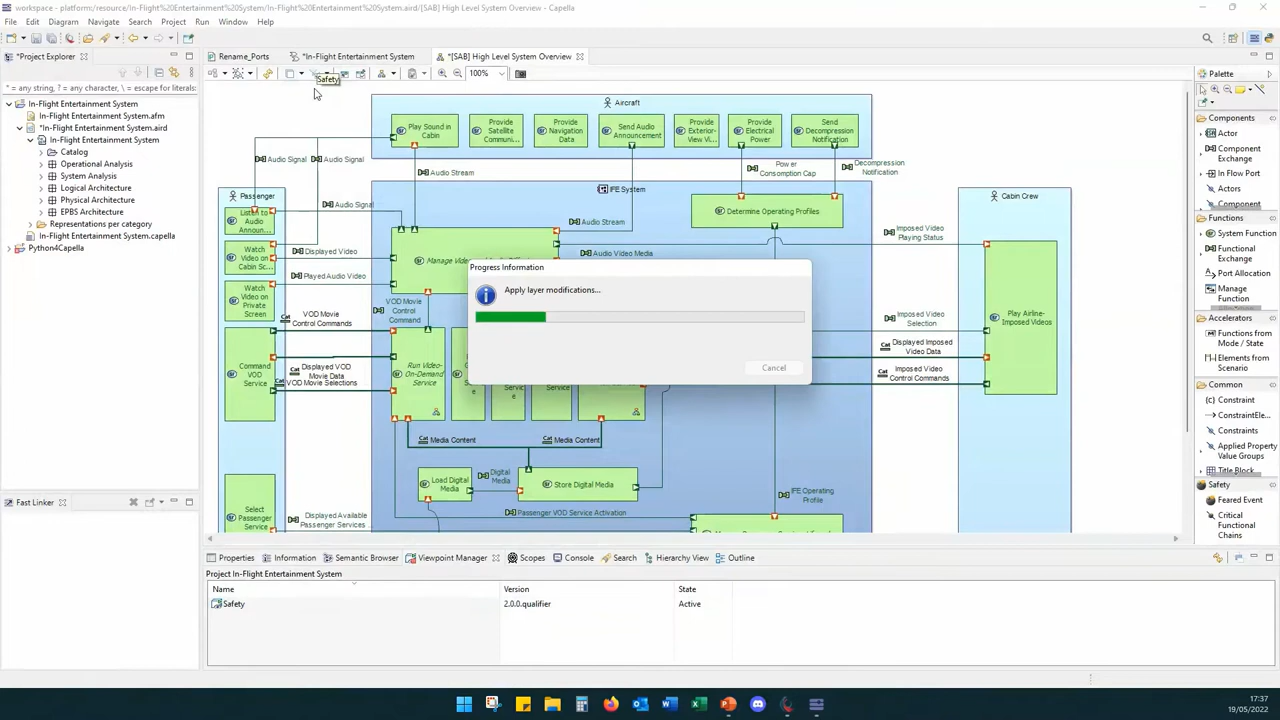 workspace - platform:/resource/In-Flight%20Entertainment%20System/In-Flight%20Entertainment%20System.aird/[SAB] High Level System Overview - Capella
File Edit Diagram Navigate Search Project Run Window Help
*Project Explorer
Rename_Ports
*In-Flight Entertainment System
*[SAB] High Level System Overview
Palette
100%
Safety
* = any string, ? = any character, \ = escape for literals:
In-Flight Entertainment System
In-Flight Entertainment System.afm
*In-Flight Entertainment System.aird
In-Flight Entertainment System
Catalog
Operational Analysis
System Analysis
Logical Architecture
Physical Architecture
EPBS Architecture
Representations per category
In-Flight Entertainment System.capella
Python4Capella
Fast Linker
Aircraft
Play Sound in
Cabin
Provide
Satellite
Communi...
Provide
Navigation
Data
Send Audio
Announcement
Provide
Exterior-
View Vi...
Provide
Electrical
Power
Send
Decompression
Notification
Audio Signal
Audio Signal
Audio Stream
Power
Consumption Cap
Decompression
Notification
Passenger
IFE System
Cabin Crew
Listen to
Audio
Announ...
Audio Signal
Audio Stream
Determine Operating Profiles
Watch
Video on
Cabin Sc...
Displayed Video
Played Audio Video
Audio Video Media
Imposed Video
Playing Status
Watch
Video on
Private
Screen
VOD Movie
Control
Command
VOD Movie
Control Commands
Progress Information
Apply layer modifications...
Cancel
Imposed Video
Selection
Play Airline-
Imposed Videos
Displayed Imposed
Video Data
Imposed Video
Control Commands
Command
VOD
Service
Displayed VOD
Movie Data
VOD Movie Selections
Run Video-
On-Demand
Service
Service
Service
Media Content
Media Content
Load Digital
Media
Digital
Media
Store Digital Media
IFE Operating
Profile
Select
Passenger
Service
Displayed Available
Passenger Services
Passenger VOD Service Activation
Components
Actor
Component
Exchange
In Flow Port
Actors
Component
Functions
System Function
Functional
Exchange
Port Allocation
Manage
Function
Accelerators
Functions from
Mode / State
Elements from
Scenario
Common
Constraint
ConstraintEle...
Constraints
Applied Property
Value Groups
Title Block
Safety
Feared Event
Critical
Functional
Chains
Properties
Information
Semantic Browser
Viewpoint Manager
Scopes
Console
Search
Hierarchy View
Outline
Project In-Flight Entertainment System
Name Version State
Safety 2.0.0.qualifier Active
17:37
19/05/2022